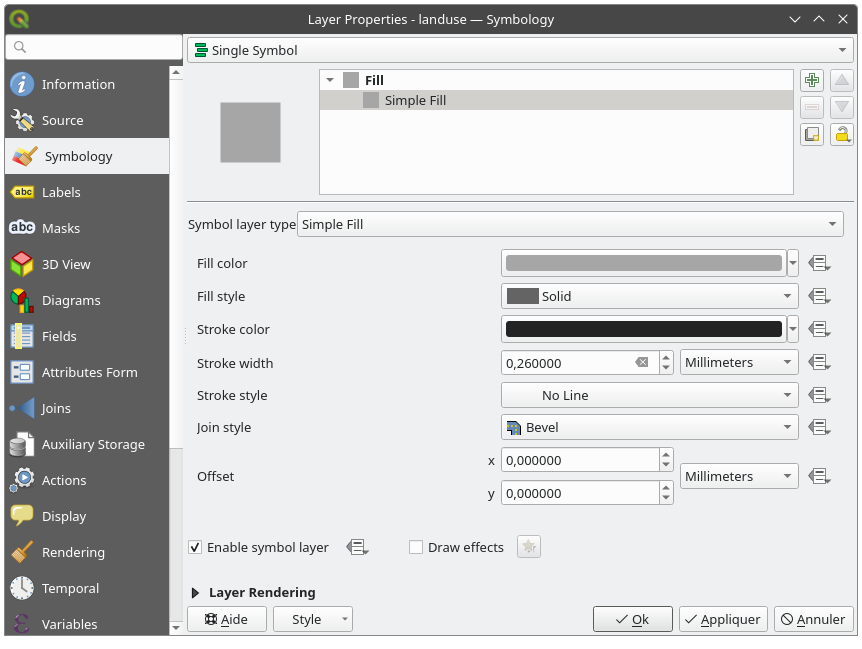 Layer Properties - landuse — Symbology
Single Symbol
Information
Source
Symbology
Labels
Masks
3D View
Diagrams
Fields
Attributes Form
Joins
Auxiliary Storage
Actions
Display
Rendering
Temporal
Variables
abc
abc
Fill
Simple Fill
Symbol layer type Simple Fill
Fill color
Fill style Solid
Stroke color
Stroke width 0,260000 Millimeters
Stroke style No Line
Join style Bevel
Offset x 0,000000 Millimeters
y 0,000000
Enable symbol layer Draw effects
Layer Rendering
Aide Style Ok Appliquer Annuler